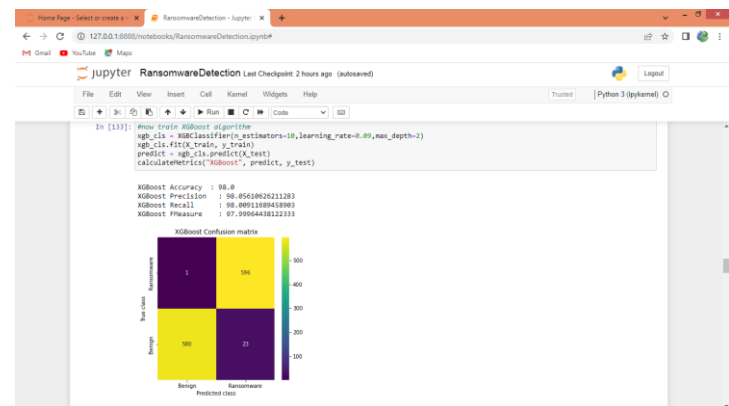 Home Page - Select or create a n
RansomwareDetection - Jupyter
127.0.0.1:8888/notebooks/RansomwareDetection.ipynb#
Gmail YouTube Maps
jupyter RansomwareDetection Last Checkpoint: 2 hours ago (autosaved)
Logout
File Edit View Insert Cell Kernel Widgets Help
Trusted Python 3 (ipykernel)
Run Code
In [133]: #now train XGBoost algorithm
xgb_cls = XGBClassifier(n_estimators=10,learning_rate=0.09,max_depth=2)
xgb_cls.fit(X_train, y_train)
predict = xgb_cls.predict(X_test)
calculateMetrics("XGBoost", predict, y_test)
XGBoost Accuracy : 98.0
XGBoost Precision : 98.05610626211283
XGBoost Recall : 98.00911689458903
XGBoost FMeasure : 97.99964438122333
XGBoost Confusion matrix
True class
Ransomware
1 596
Benign
580 23
500
400
300
200
100
Benign Ransomware
Predicted class